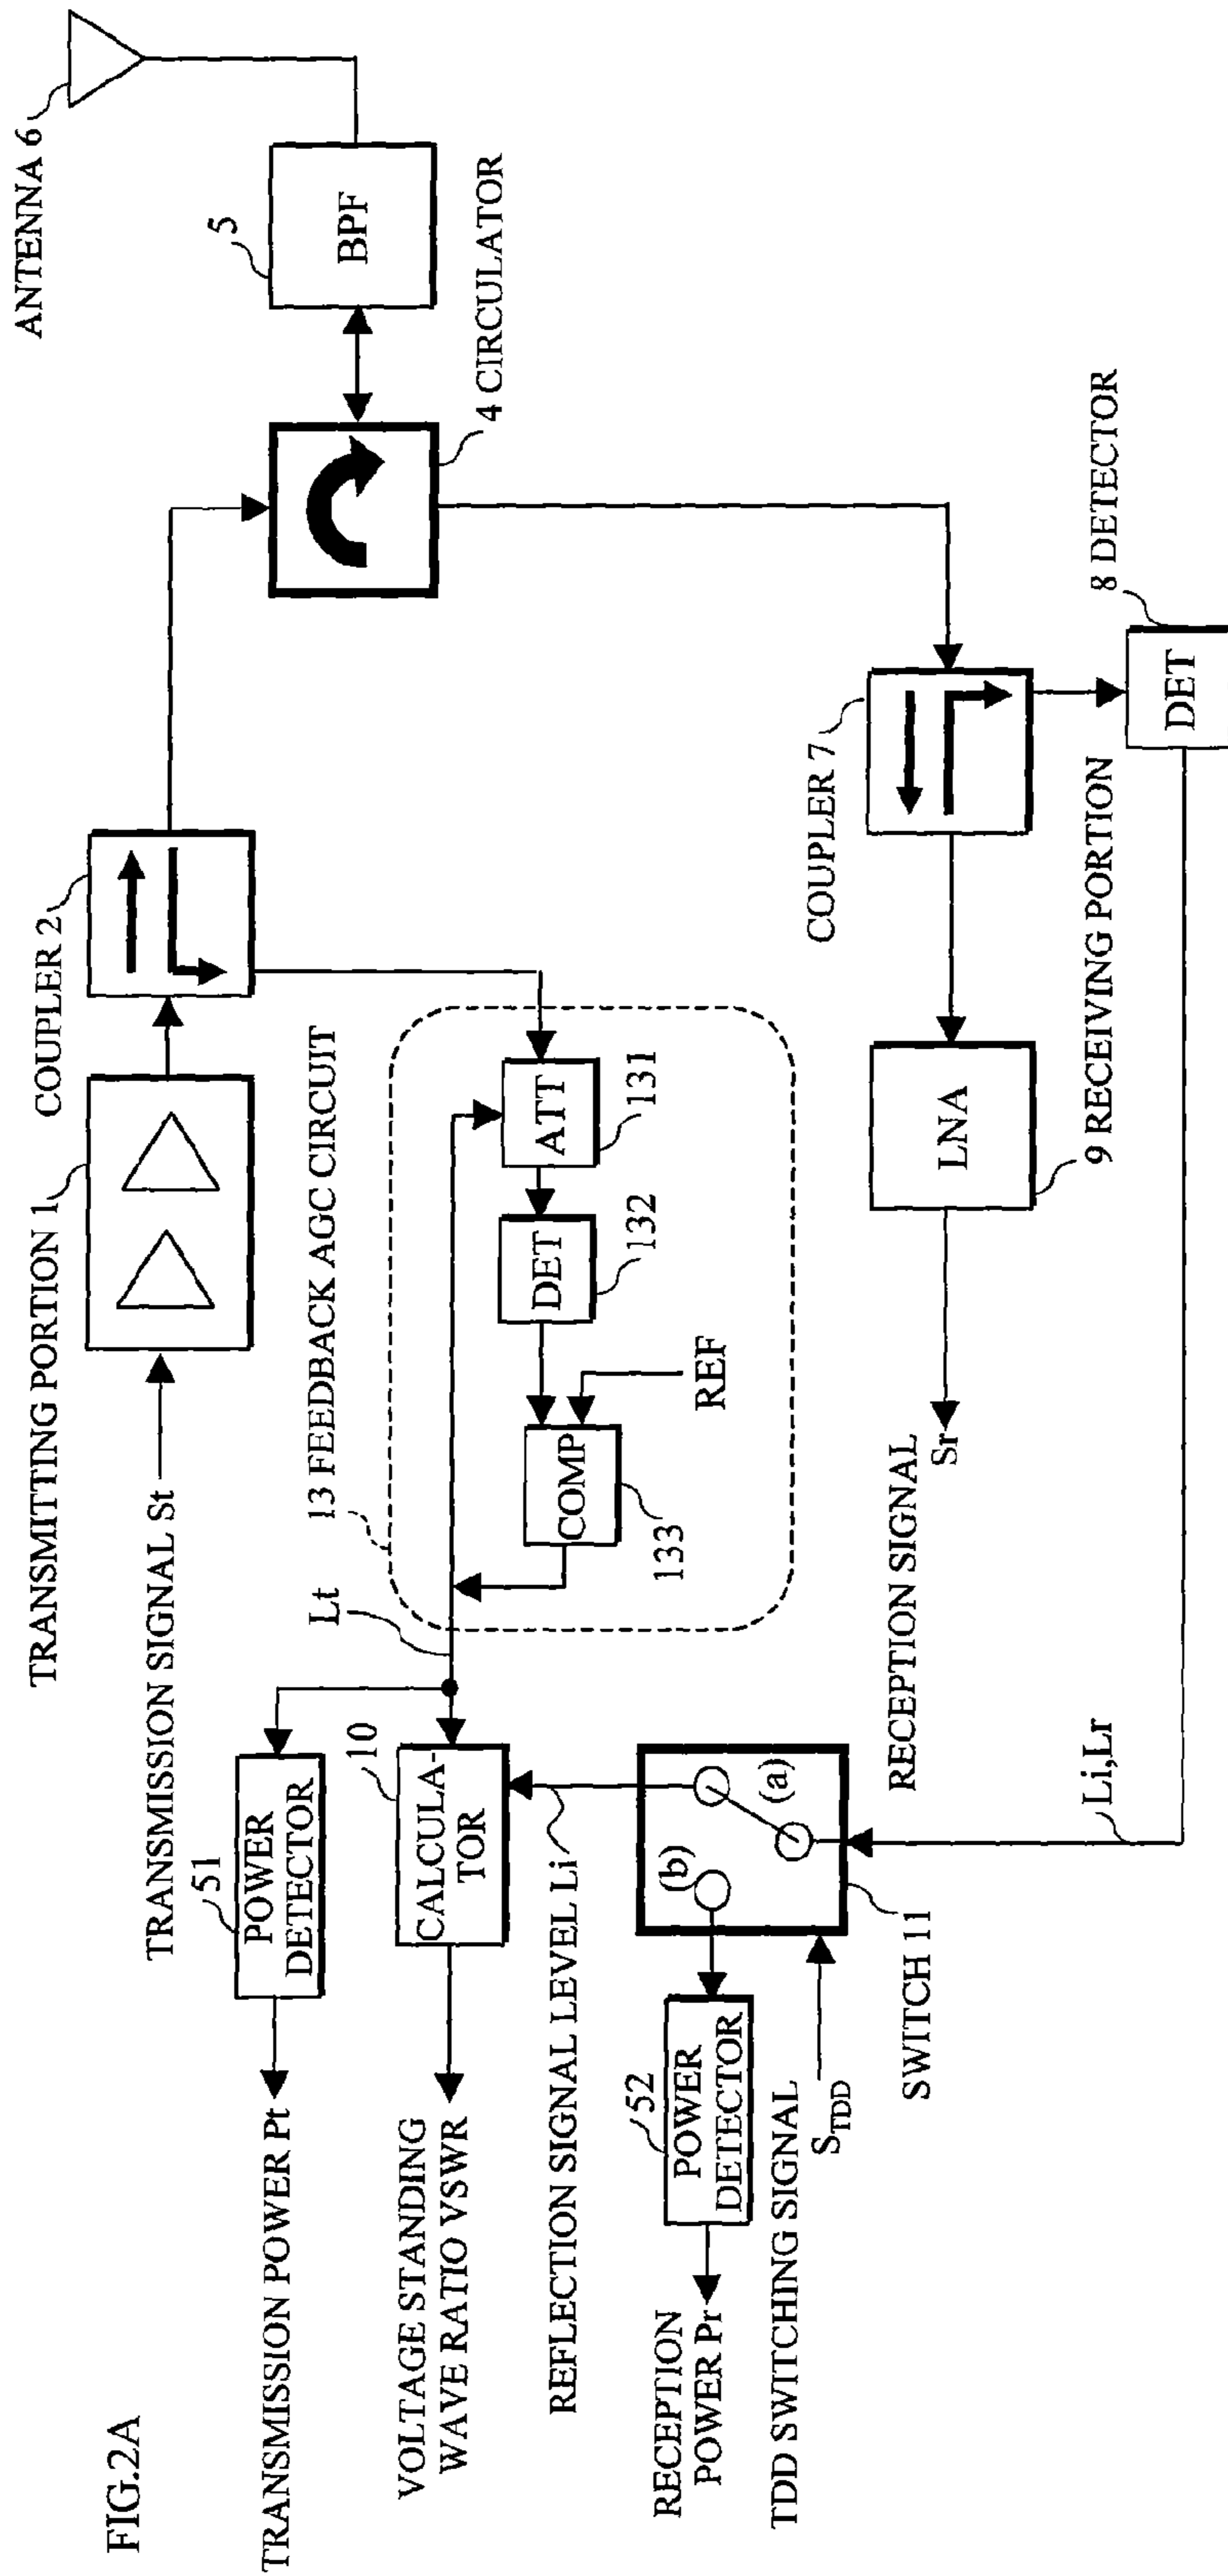 FIG.2A
TRANSMISSION POWER Pt
51
POWER
DETECTOR
TRANSMISSION SIGNAL St
TRANSMITTING PORTION 1
COUPLER 2
ANTENNA 6
5
BPF
4 CIRCULATOR
VOLTAGE STANDING
WAVE RATIO VSWR
10
CALCULA-
TOR
Lt
13 FEEDBACK AGC CIRCUIT
ATT
131
DET
132
COMP
133
REF
REFLECTION SIGNAL LEVEL Li
RECEPTION
POWER Pr
52
POWER
DETECTOR
(b)
(a)
TDD SWITCHING SIGNAL
STDD
SWITCH 11
RECEPTION SIGNAL
Sr
LNA
9 RECEIVING PORTION
COUPLER 7
Li,Lr
DET
8 DETECTOR